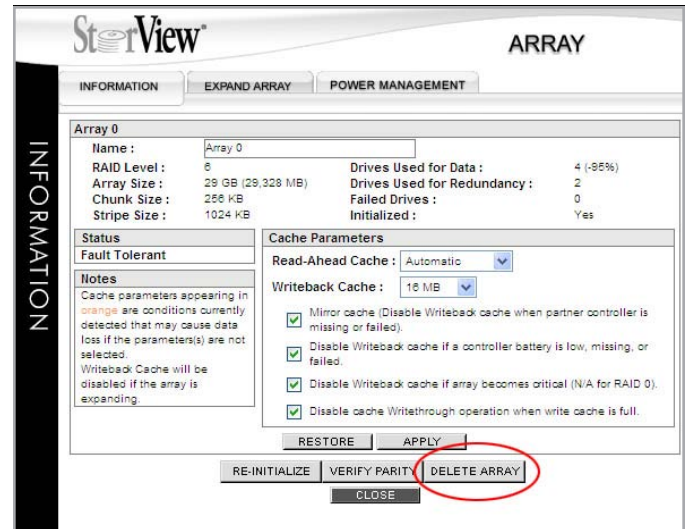 StorView®
ARRAY
INFORMATION
EXPAND ARRAY
POWER MANAGEMENT
INFORMATION
Array 0
Name :
Array 0
RAID Level :
6
Drives Used for Data :
4 (~95%)
Array Size :
29 GB (29,328 MB)
Drives Used for Redundancy :
2
Chunk Size :
256 KB
Failed Drives :
0
Stripe Size :
1024 KB
Initialized :
Yes
Status
Fault Tolerant
Notes
Cache parameters appearing in
orange are conditions currently
detected that may cause data
loss if the parameters(s) are not
selected.
Writeback Cache will be
disabled if the array is
expanding.
Cache Parameters
Read-Ahead Cache :
Automatic
Writeback Cache :
16 MB
Mirror cache (Disable Writeback cache when partner controller is
missing or failed).
Disable Writeback cache if a controller battery is low, missing, or
failed.
Disable Writeback cache if array becomes critical (N/A for RAID 0).
Disable cache Writethrough operation when write cache is full.
RESTORE
APPLY
RE-INITIALIZE
VERIFY PARITY
DELETE ARRAY
CLOSE